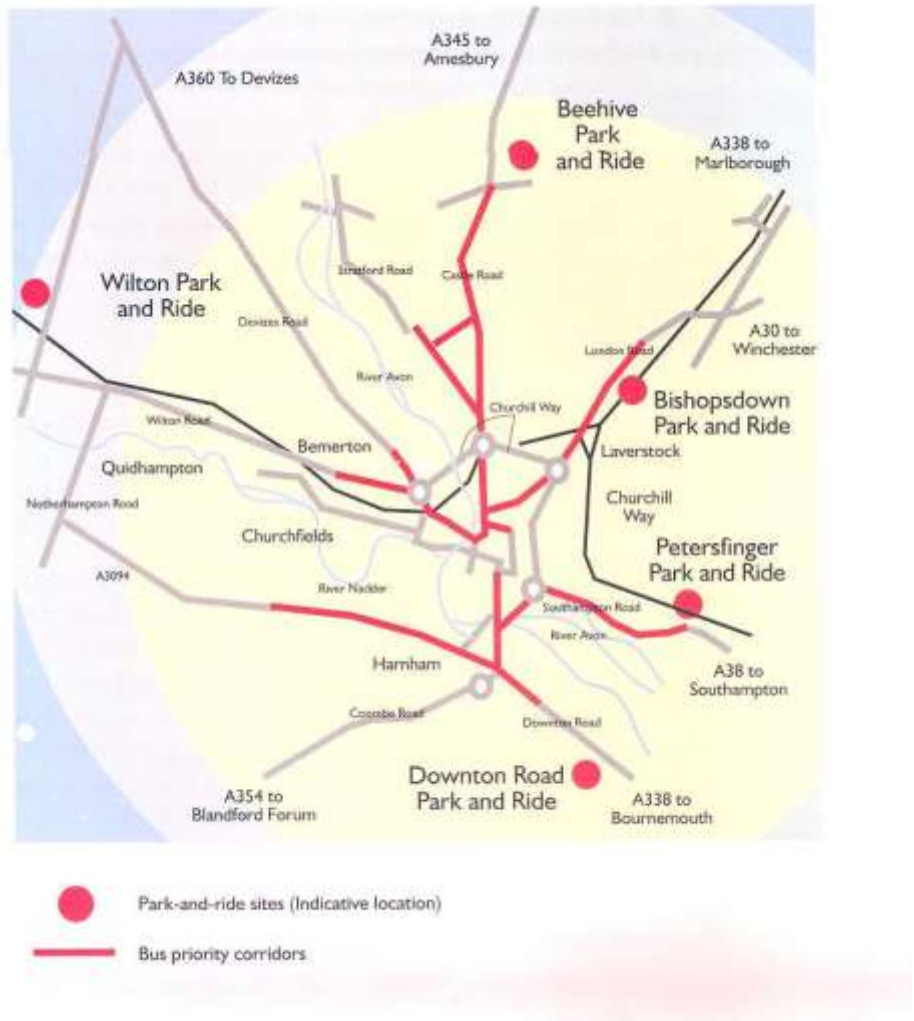 A345 to
Amesbury
A360 To Devizes
Beehive
Park
and Ride
A338 to
Marlborough
Stratford Road
Castle Road
Wilton Park
and Ride
Devizes Road
A30 to
Winchester
London Road
River Avon
Bishopsdown
Park and Ride
Churchill Way
Wilton Road
Bemerton
Laverstock
Quidhampton
Churchill
Way
Netherhampton Road
Churchfields
Petersfinger
Park and Ride
A3094
River Nadder
Southampton Road
River Avon
Harnham
A38 to
Southampton
Coombe Road
Downton Road
Downton Road
Park and Ride
A354 to
Blandford Forum
A338 to
Bournemouth
Park-and-ride sites (Indicative location)
Bus priority corridors